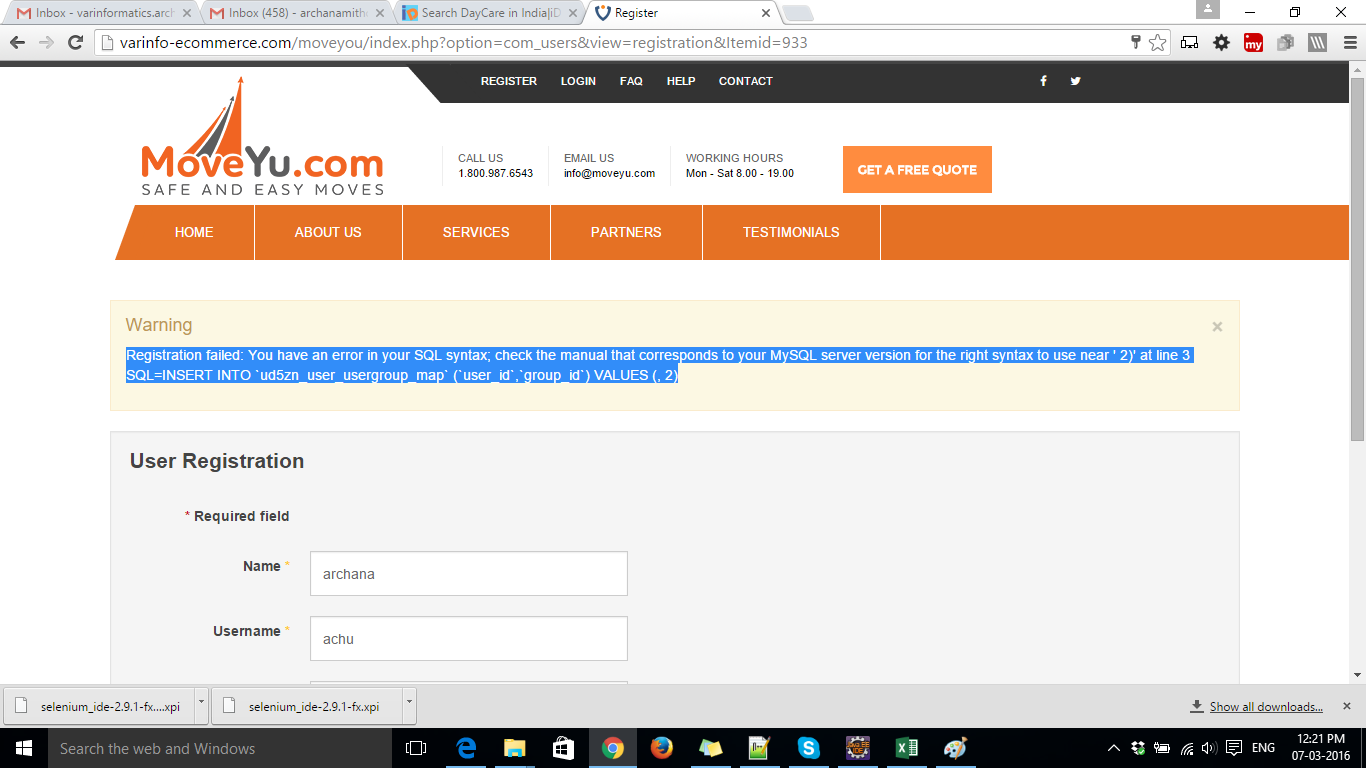 Inbox - varinformatics.arch
Inbox (458) - archanamith
Search DayCare in India|iD
Register
varinfo-ecommerce.com/moveyou/index.php?option=com_users&view=registration&Itemid=933
my
REGISTER LOGIN FAQ HELP CONTACT
MoveYu.com
SAFE AND EASY MOVES
CALL US
1.800.987.6543
EMAIL US
info@moveyu.com
WORKING HOURS
Mon - Sat 8.00 - 19.00
GET A FREE QUOTE
HOME ABOUT US SERVICES PARTNERS TESTIMONIALS
Warning
×
Registration failed: You have an error in your SQL syntax; check the manual that corresponds to your MySQL server version for the right syntax to use near ' 2)' at line 3
SQL=INSERT INTO `ud5zn_user_usergroup_map` (`user_id`,`group_id`) VALUES (, 2)
User Registration
* Required field
Name *
archana
Username *
achu
selenium_ide-2.9.1-fx....xpi
selenium_ide-2.9.1-fx.xpi
Show all downloads...
Search the web and Windows
ENG
12:21 PM
07-03-2016